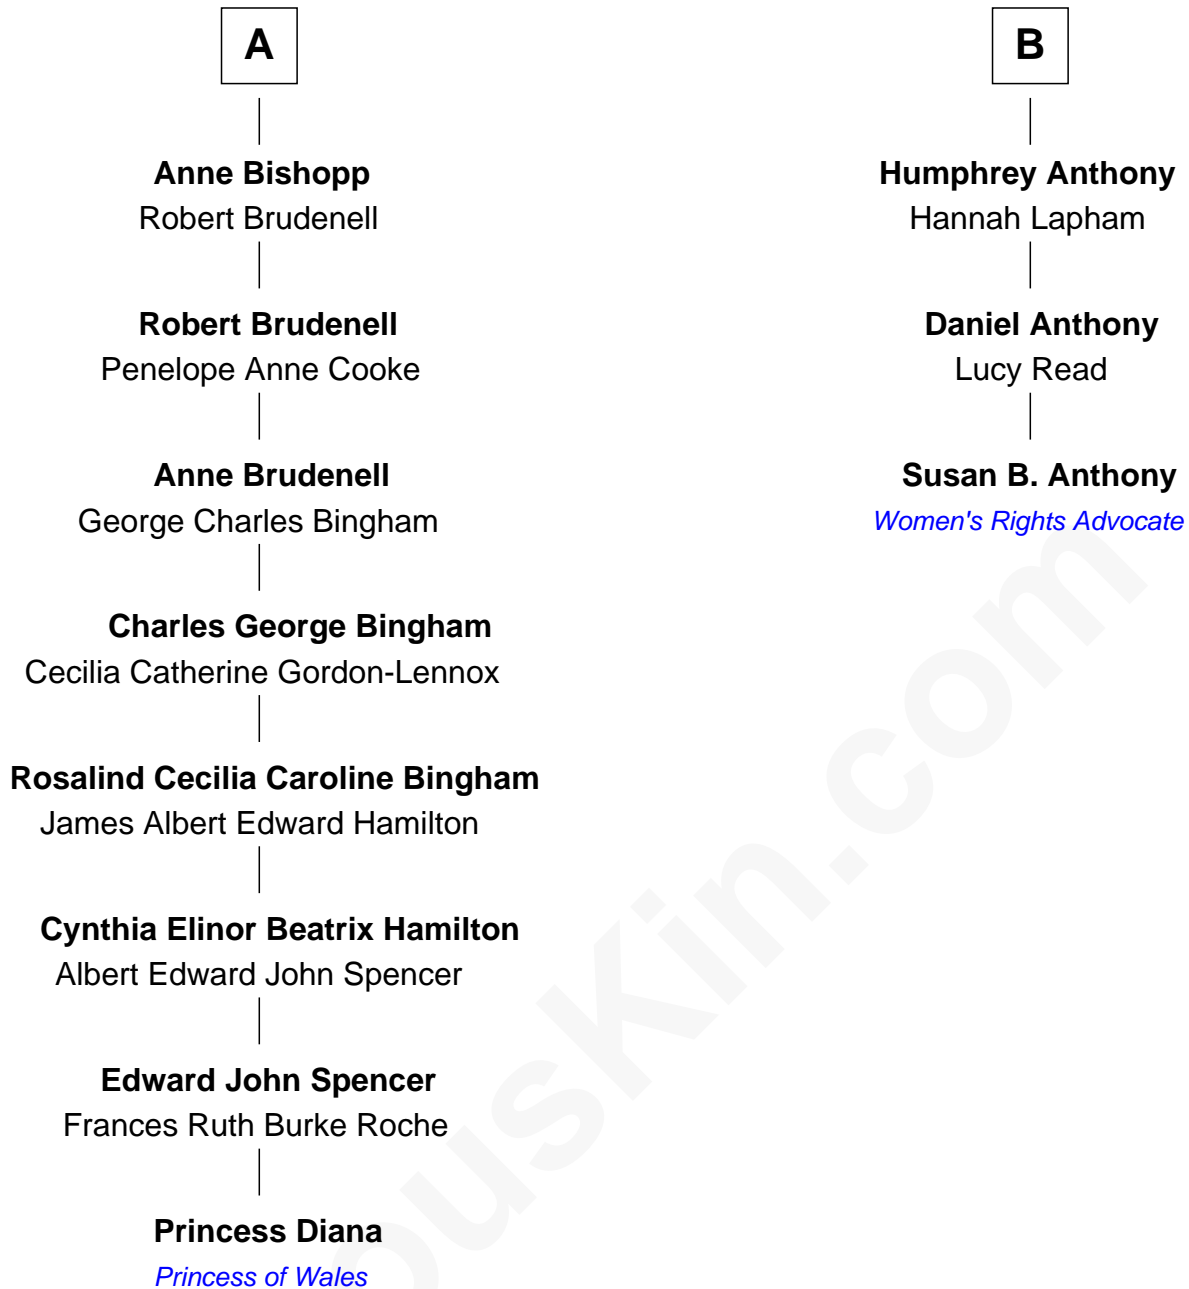 A
Anne Bishopp
Robert Brudenell
Robert Brudenell
Penelope Anne Cooke
Anne Brudenell
George Charles Bingham
Charles George Bingham
Cecilia Catherine Gordon-Lennox
Rosalind Cecilia Caroline Bingham
James Albert Edward Hamilton
Cynthia Elinor Beatrix Hamilton
Albert Edward John Spencer
Edward John Spencer
Frances Ruth Burke Roche
Princess Diana
Princess of Wales
B
Humphrey Anthony
Hannah Lapham
Daniel Anthony
Lucy Read
Susan B. Anthony
Women's Rights Advocate
ousKin.com